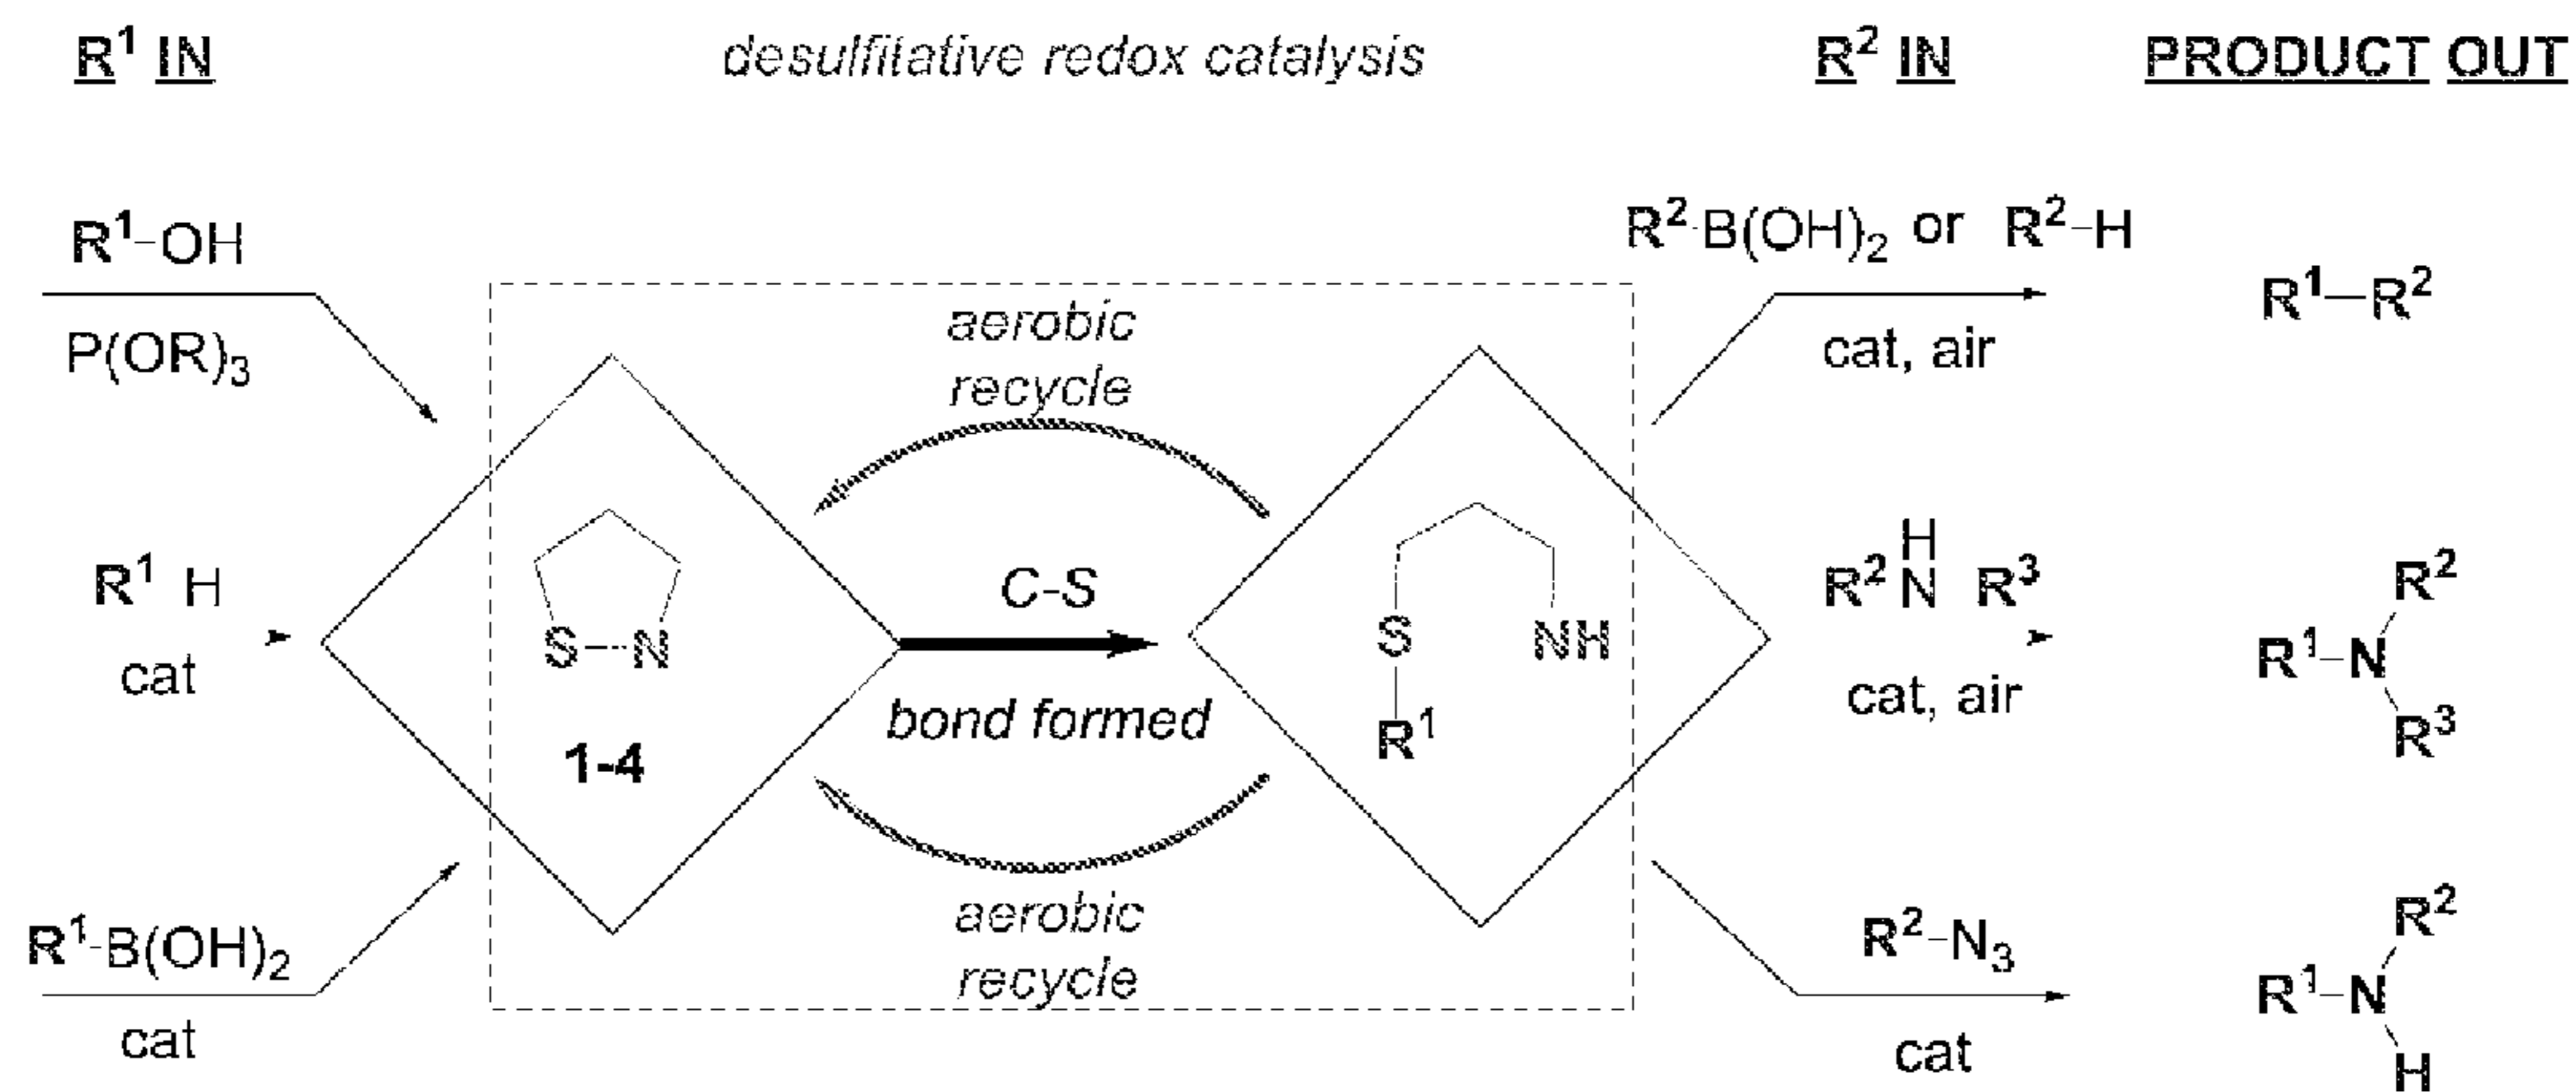 R¹ IN
desulfitative redox catalysis
R² IN
PRODUCT OUT
R¹-OH
P(OR)₃
R²-B(OH)₂ or R²-H
cat, air
R¹-R²
aerobic
recycle
R¹ H
cat
S N
1-4
C-S
bond formed
S
NH
R¹
H
R² N R³
cat, air
R²
R¹-N
R³
R¹-B(OH)₂
cat
aerobic
recycle
R²-N₃
cat
R²
R¹-N
H